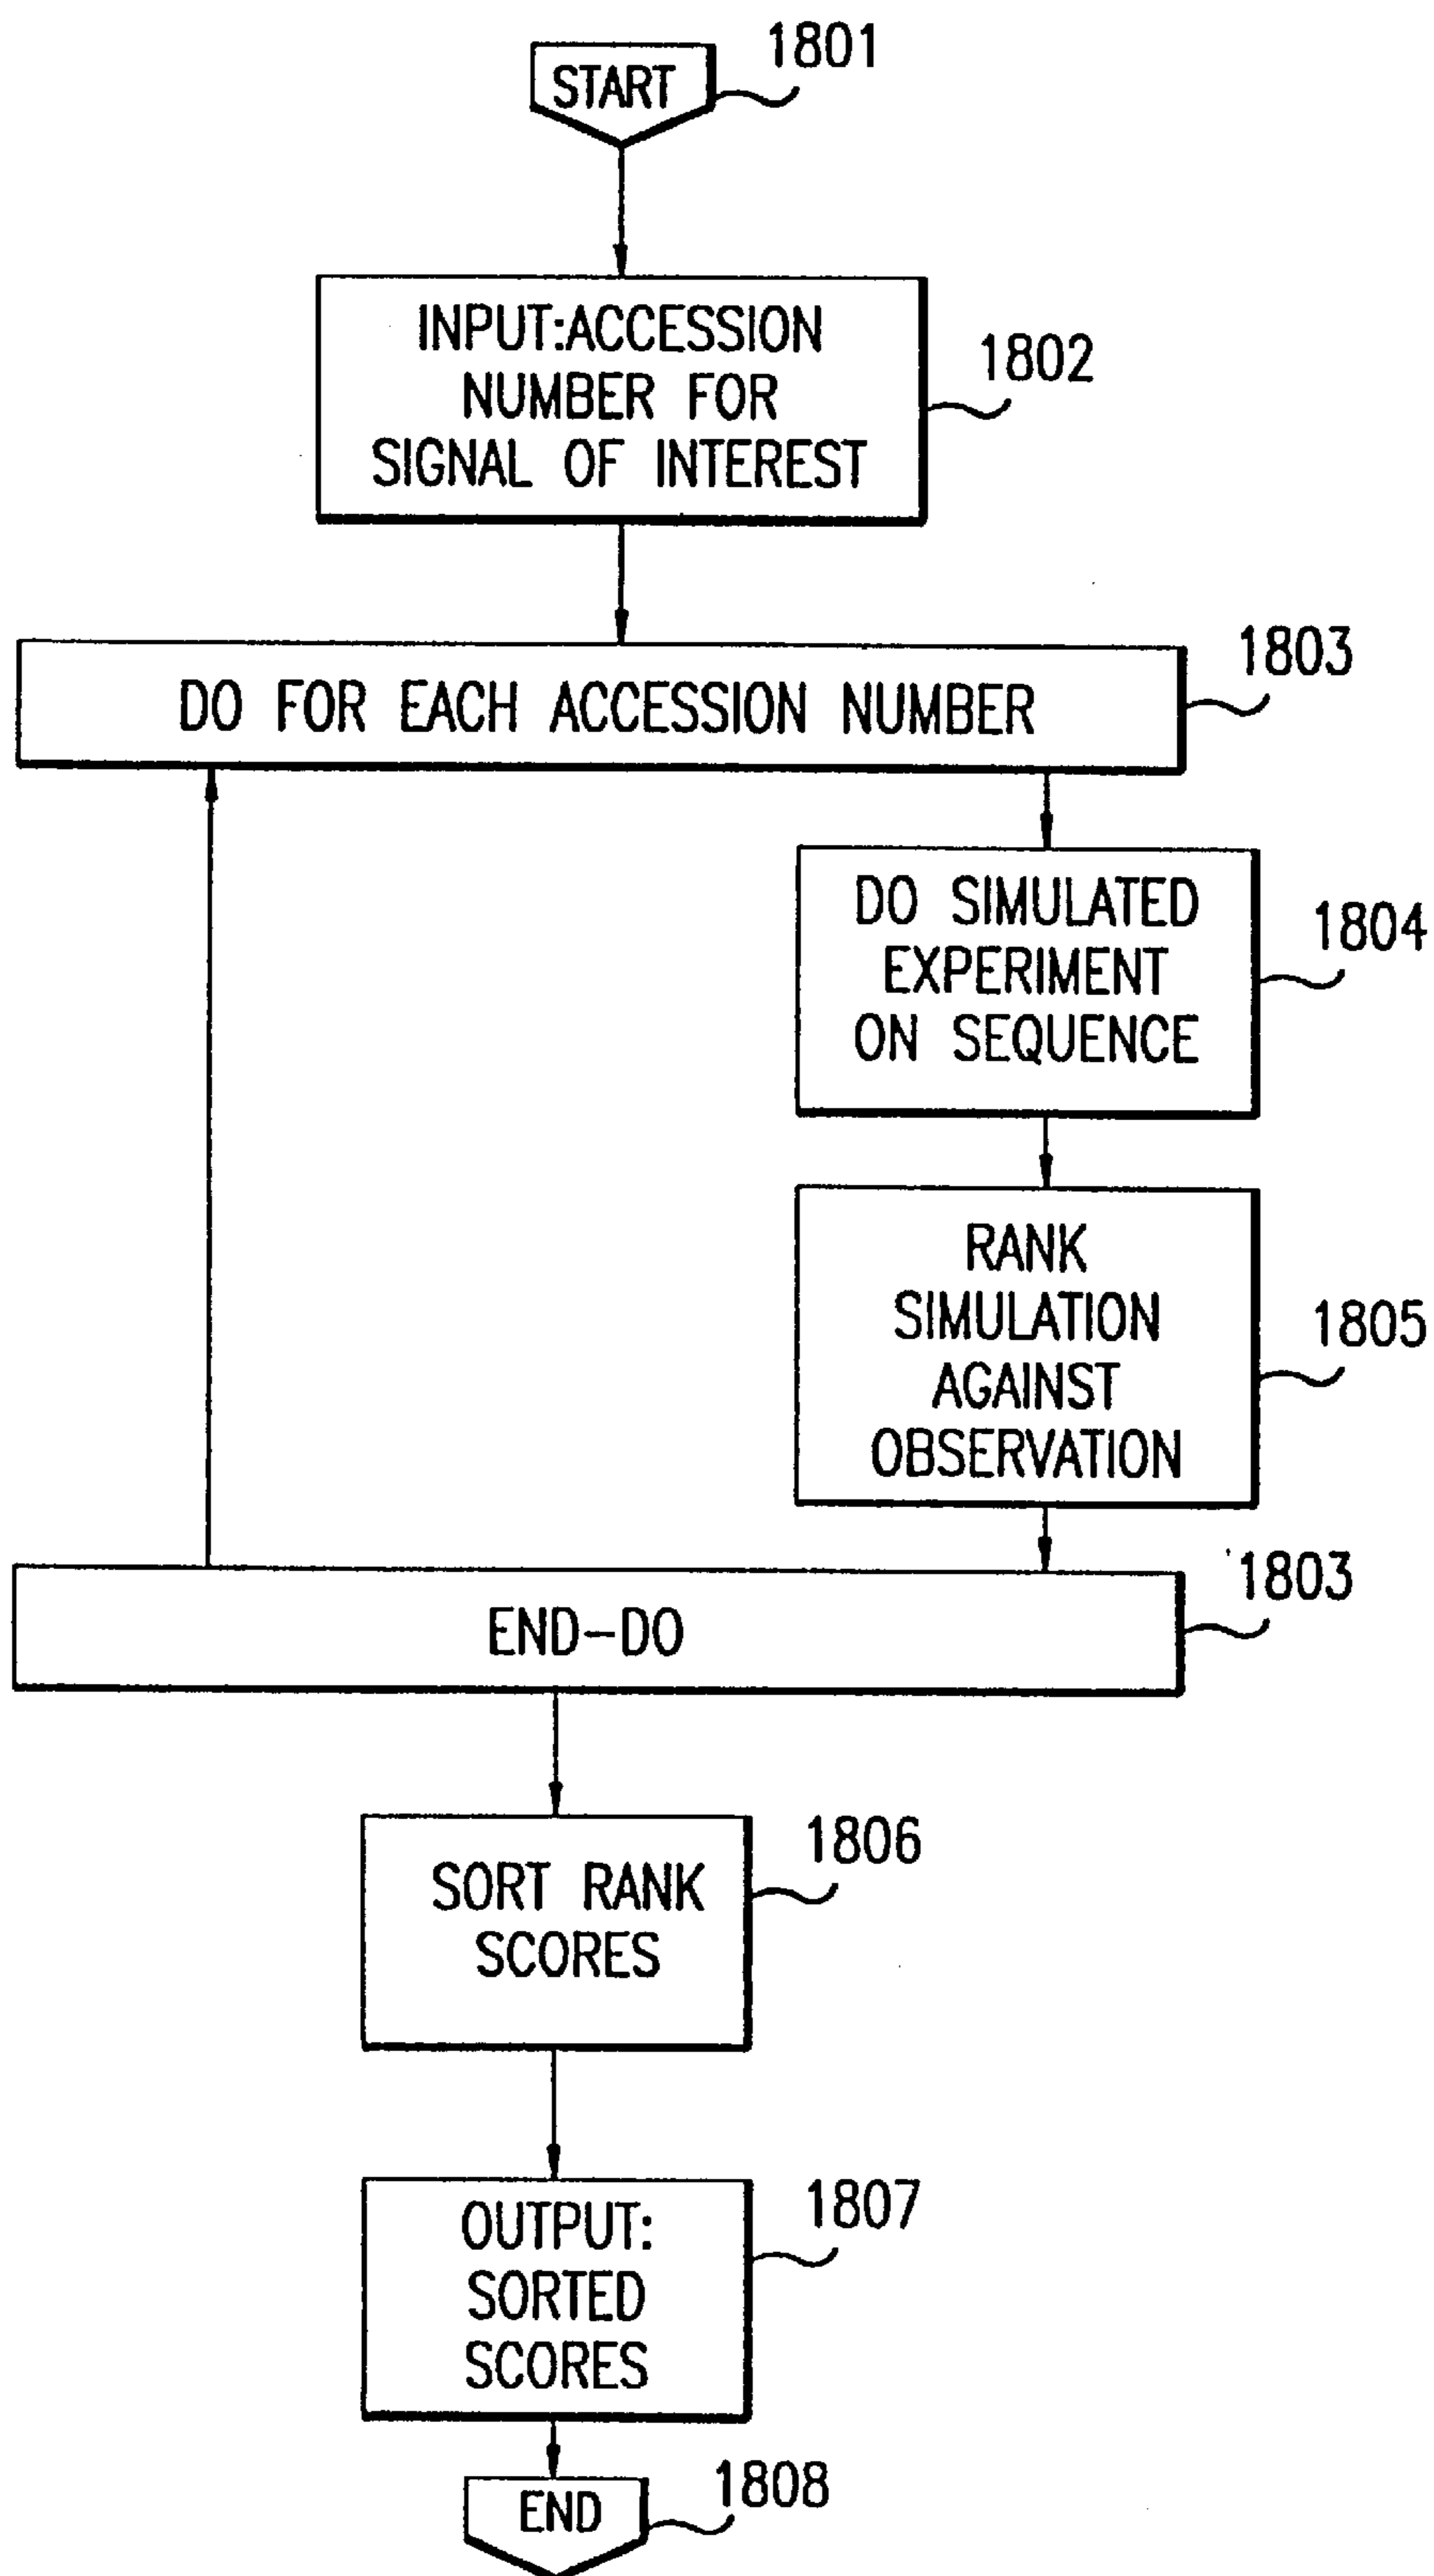 START
1801
INPUT:ACCESSION
NUMBER FOR
SIGNAL OF INTEREST
1802
DO FOR EACH ACCESSION NUMBER
1803
DO SIMULATED
EXPERIMENT
ON SEQUENCE
1804
RANK
SIMULATION
AGAINST
OBSERVATION
1805
END-DO
1803
SORT RANK
SCORES
1806
OUTPUT:
SORTED
SCORES
1807
END
1808